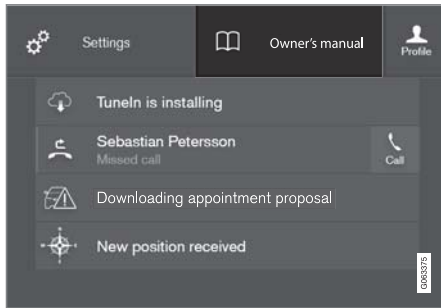 Settings
Owner's manual
Profile
TuneIn is installing
Sebastian Petersson
Missed call
Call
Downloading appointment proposal
New position received
G063375